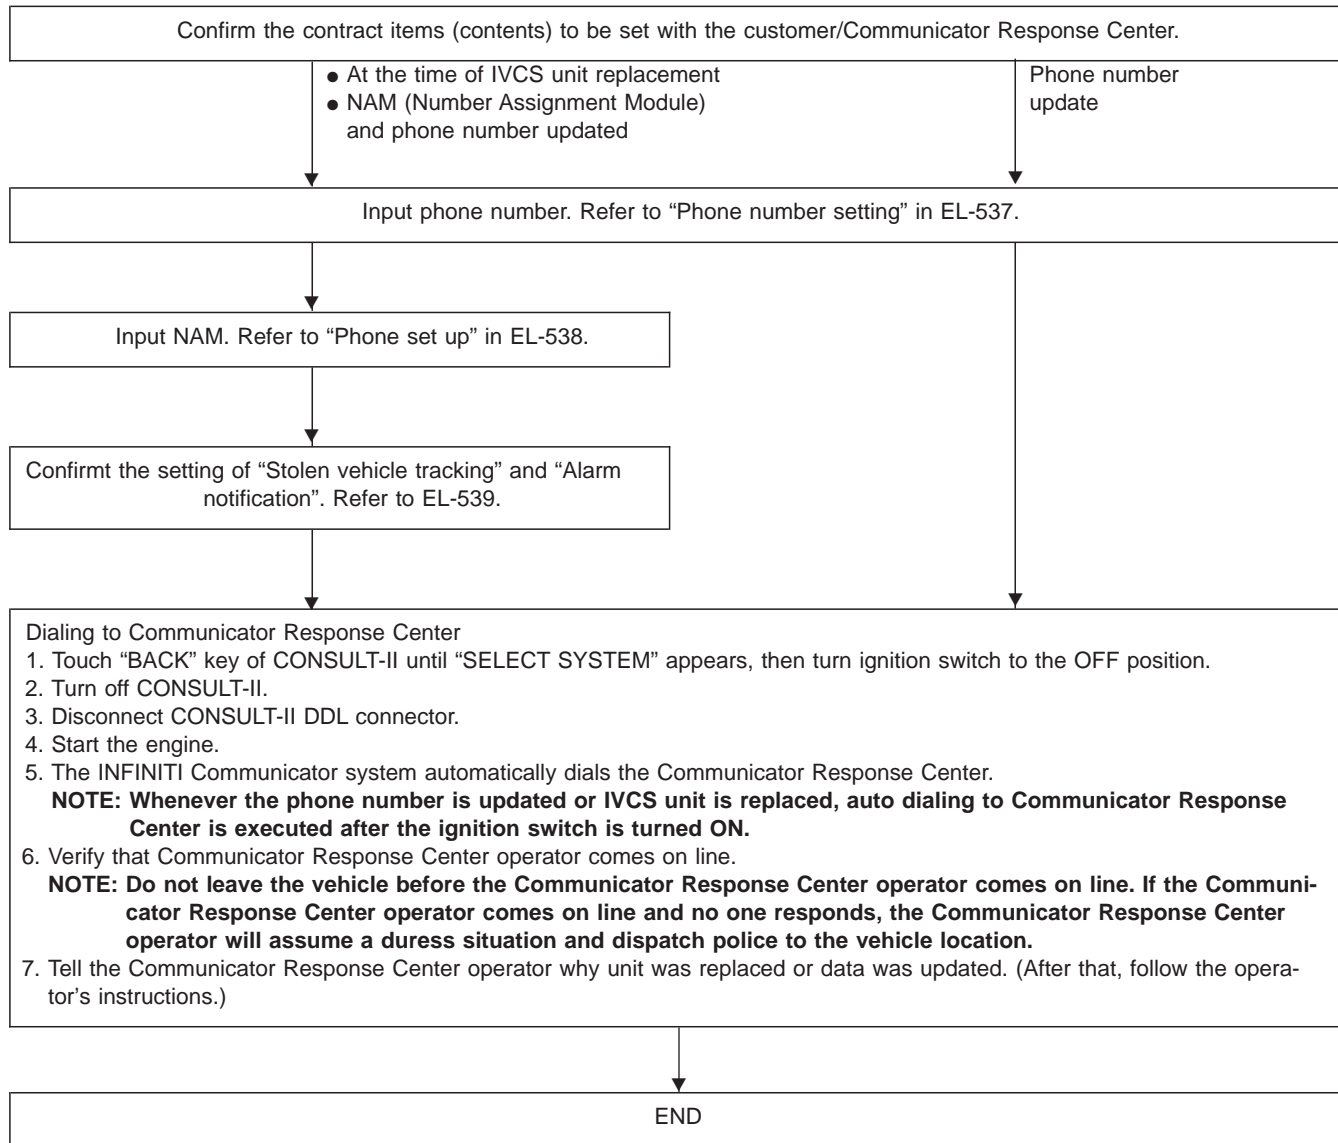 Confirm the contract items (contents) to be set with the customer/Communicator Response Center.
● At the time of IVCS unit replacement
● NAM (Number Assignment Module)
and phone number updated
Phone number
update
Input phone number. Refer to “Phone number setting” in EL-537.
Input NAM. Refer to “Phone set up” in EL-538.
Confirmt the setting of “Stolen vehicle tracking” and “Alarm
notification”. Refer to EL-539.
Dialing to Communicator Response Center
1. Touch “BACK” key of CONSULT-II until “SELECT SYSTEM” appears, then turn ignition switch to the OFF position.
2. Turn off CONSULT-II.
3. Disconnect CONSULT-II DDL connector.
4. Start the engine.
5. The INFINITI Communicator system automatically dials the Communicator Response Center.
NOTE: Whenever the phone number is updated or IVCS unit is replaced, auto dialing to Communicator Response
Center is executed after the ignition switch is turned ON.
6. Verify that Communicator Response Center operator comes on line.
NOTE: Do not leave the vehicle before the Communicator Response Center operator comes on line. If the Communi-
cator Response Center operator comes on line and no one responds, the Communicator Response Center
operator will assume a duress situation and dispatch police to the vehicle location.
7. Tell the Communicator Response Center operator why unit was replaced or data was updated. (After that, follow the opera-
tor’s instructions.)
END